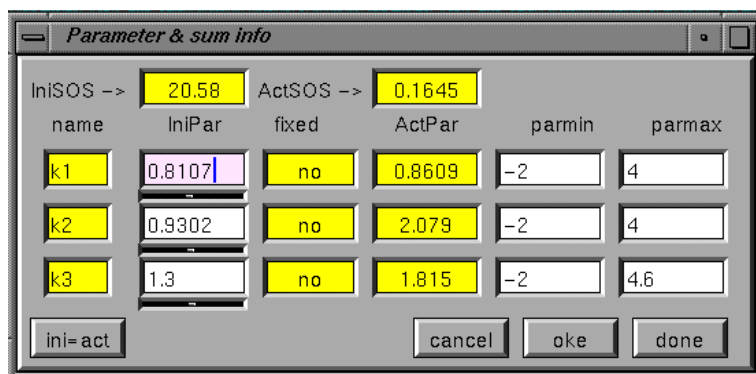 Parameter & sum info
IniSOS -> 20.58 ActSOS -> 0.1645
name IniPar fixed ActPar parmin parmax
k1 0.8107 no 0.8609 -2 4
k2 0.9302 no 2.079 -2 4
k3 1.3 no 1.815 -2 4.6
ini=act cancel oke done